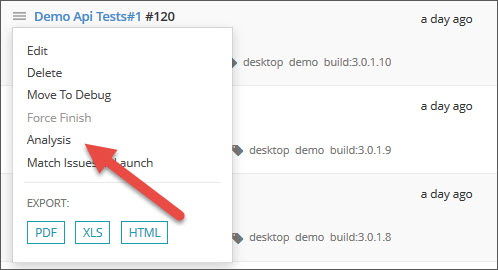 Demo Api Tests#1 #120
a day ago
Edit
Delete
desktop demo build:3.0.1.10
Move To Debug
a day ago
Force Finish
Analysis
desktop demo build:3.0.1.9
Match Issues Launch
a day ago
EXPORT:
PDF XLS HTML
desktop demo build:3.0.1.8